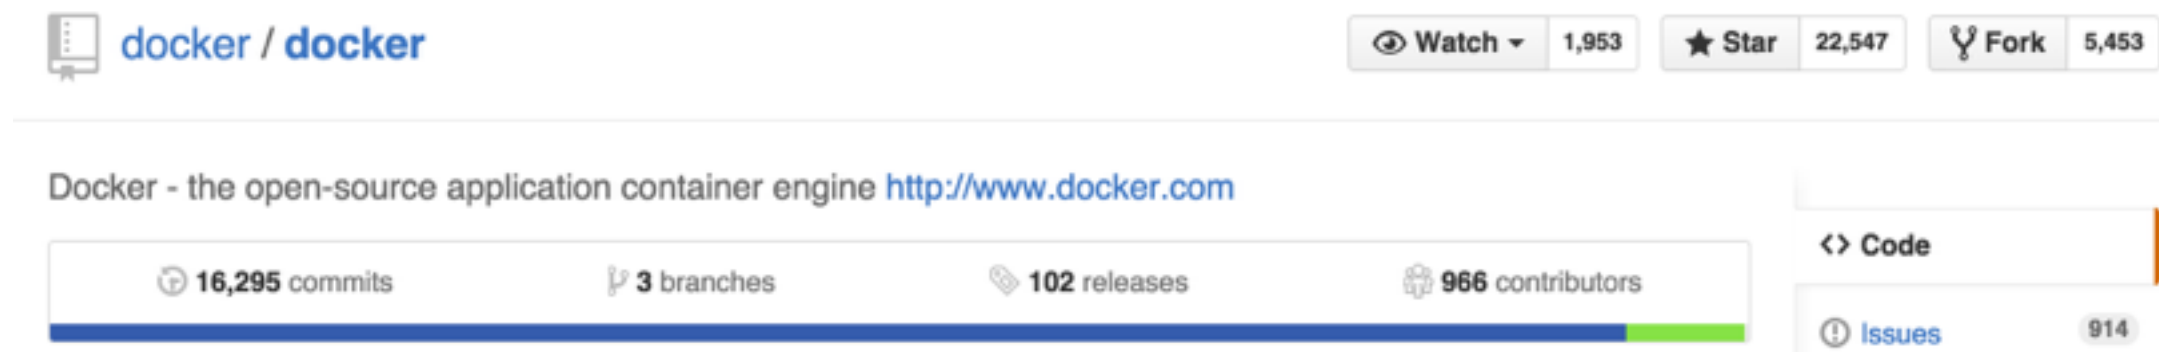 docker / docker Watch 1,953 Star 22,547 Fork 5,453
Docker - the open-source application container engine http://www.docker.com
<> Code
16,295 commits 3 branches 102 releases 966 contributors
Issues 914